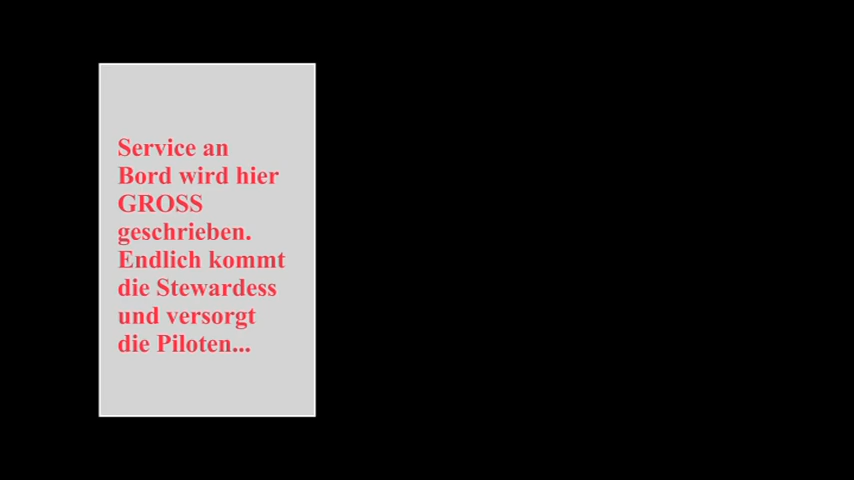 Service an
Bord wird hier
GROSS
geschrieben.
Endlich kommt
die Stewardess
und versorgt
die Piloten...